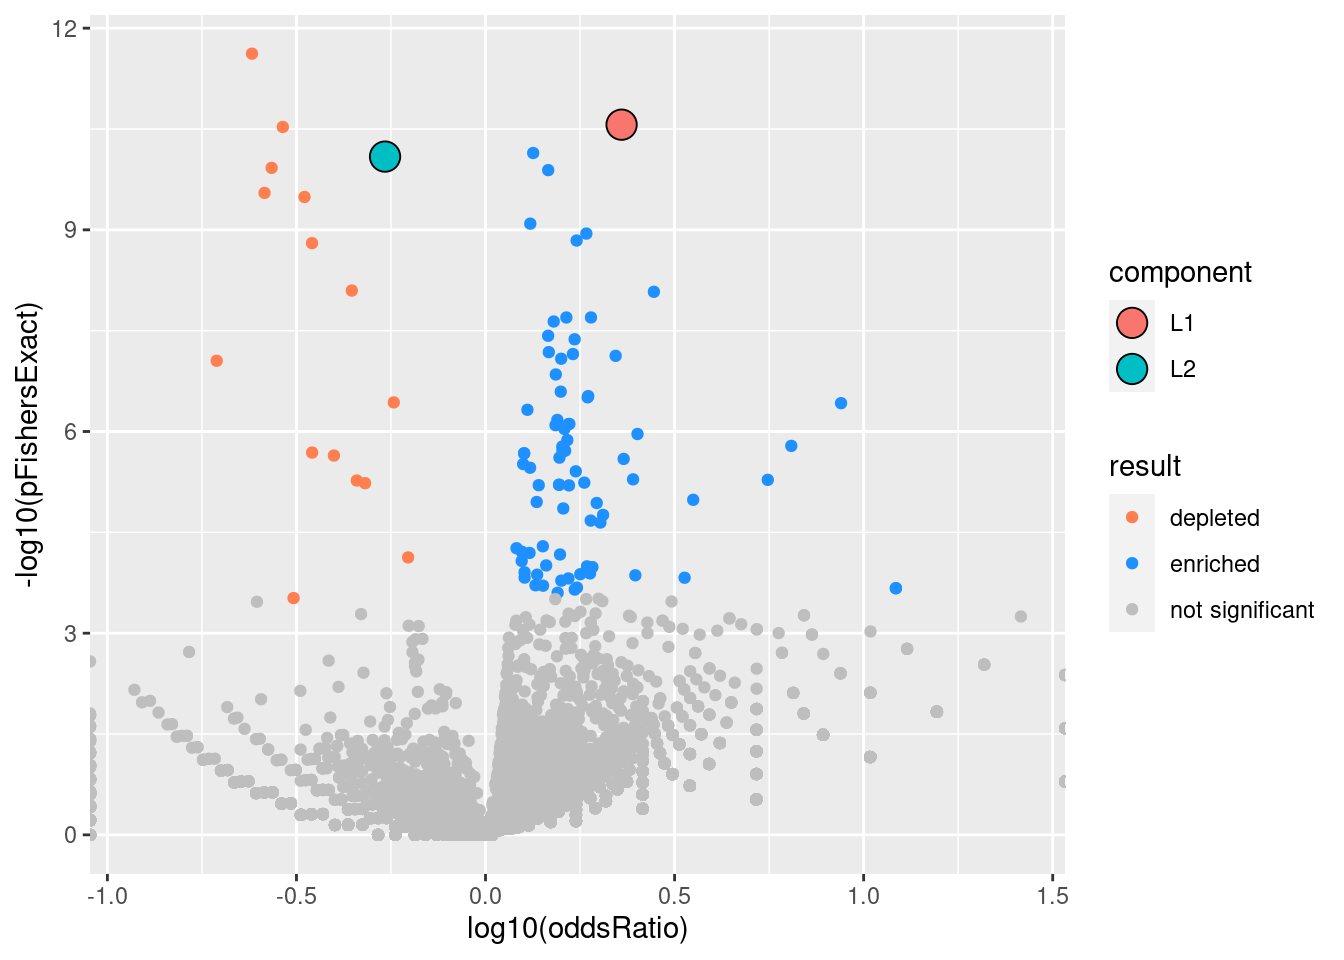 12
9
6
3
0
-log10(pFishersExact)
-1.0 -0.5 0.0 0.5 1.0 1.5
log10(oddsRatio)
component
L1
L2
result
depleted
enriched
not significant